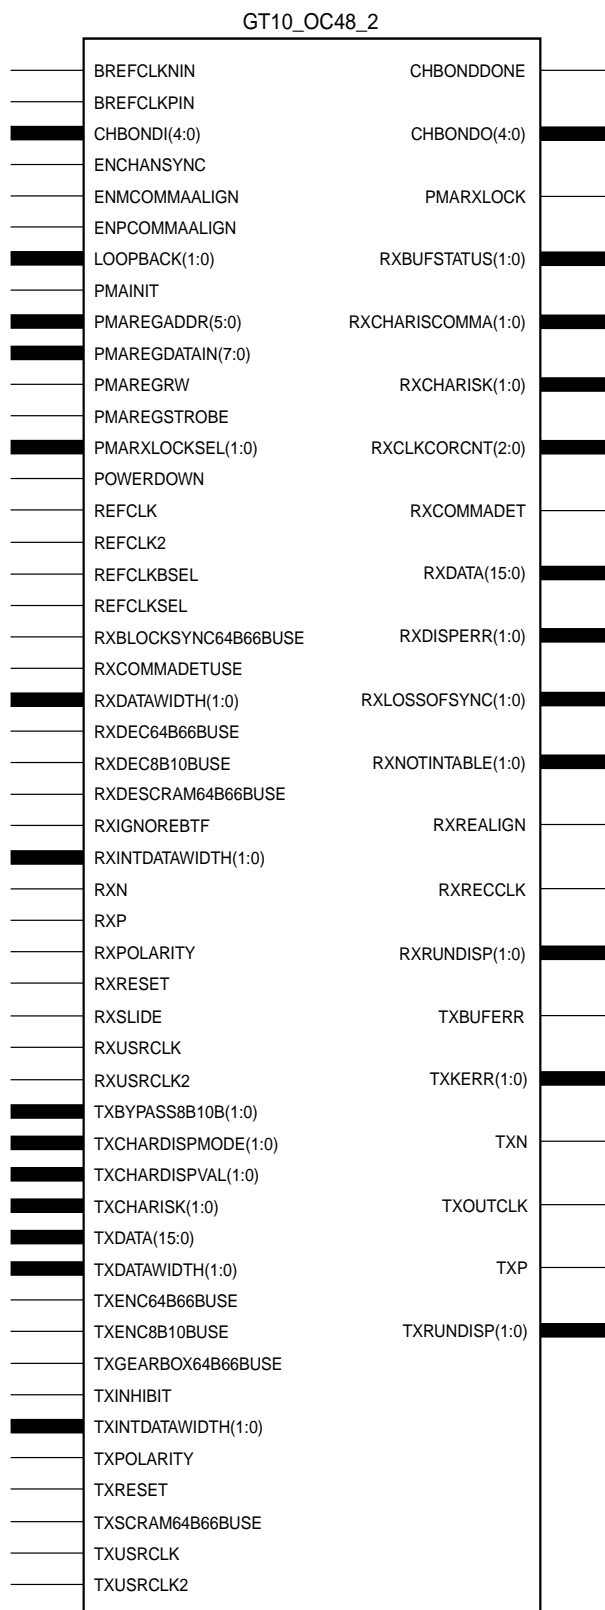 GT10_OC48_2
BREFCLKNIN
BREFCLKPIN
CHBONDI(4:0)
ENCHANSYNC
ENMCOMMAALIGN
ENPCOMMAALIGN
LOOPBACK(1:0)
PMAINIT
PMAREGADDR(5:0)
PMAREGDATAIN(7:0)
PMAREGRW
PMAREGSTROBE
PMARXLOCKSEL(1:0)
POWERDOWN
REFCLK
REFCLK2
REFCLKBSEL
REFCLKSEL
RXBLOCKSYNC64B66BUSE
RXCOMMADETUSE
RXDATAWIDTH(1:0)
RXDEC64B66BUSE
RXDEC8B10BUSE
RXDESCRAM64B66BUSE
RXIGNOREBTF
RXINTDATAWIDTH(1:0)
RXN
RXP
RXPOLARITY
RXRESET
RXSLIDE
RXUSRCLK
RXUSRCLK2
TXBYPASS8B10B(1:0)
TXCHARDISPMODE(1:0)
TXCHARDISPVAL(1:0)
TXCHARISK(1:0)
TXDATA(15:0)
TXDATAWIDTH(1:0)
TXENC64B66BUSE
TXENC8B10BUSE
TXGEARBOX64B66BUSE
TXINHIBIT
TXINTDATAWIDTH(1:0)
TXPOLARITY
TXRESET
TXSCRAM64B66BUSE
TXUSRCLK
TXUSRCLK2
CHBONDDONE
CHBONDO(4:0)
PMARXLOCK
RXBUFSTATUS(1:0)
RXCHARISCOMMA(1:0)
RXCHARISK(1:0)
RXCLKCORCNT(2:0)
RXCOMMADET
RXDATA(15:0)
RXDISPERR(1:0)
RXLOSSOFSYNC(1:0)
RXNOTINTABLE(1:0)
RXREALIGN
RXRECCLK
RXRUNDISP(1:0)
TXBUFERR
TXKERR(1:0)
TXN
TXOUTCLK
TXP
TXRUNDISP(1:0)